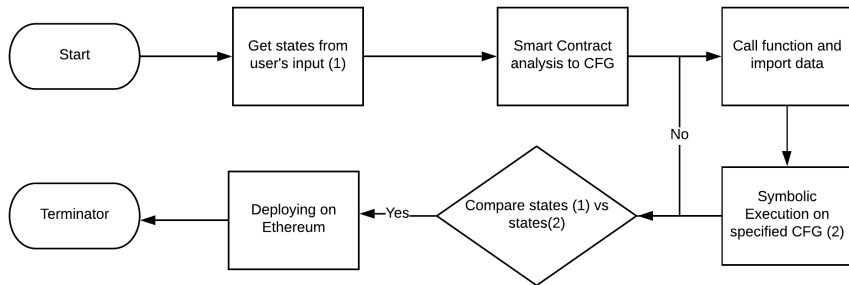 Start
Get states from
user's input (1)
Smart Contract
analysis to CFG
Call function and
import data
No
Terminator
Deploying on
Ethereum
Yes
Compare states (1) vs
states(2)
Symbolic
Execution on
specified CFG (2)